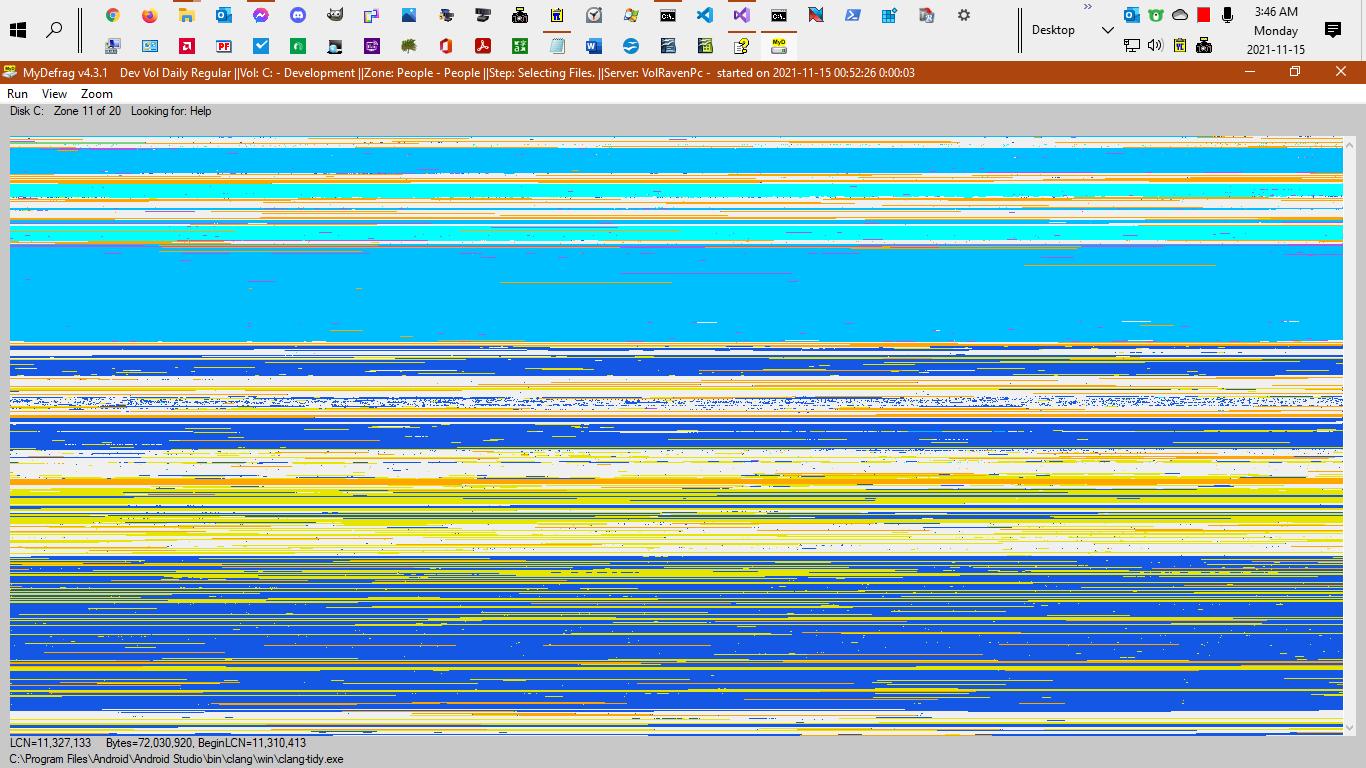 3:46 AM
Desktop
Monday
2021-11-15
MyDefrag v4.3.1 Dev Vol Daily Regular ||Vol: C: - Development ||Zone: People - People ||Step: Selecting Files. ||Server: VolRavenPc - started on 2021-11-15 00:52:26 0:00:03
Run View Zoom
Disk C: Zone 11 of 20 Looking for: Help
LCN=11,327,133 Bytes=72,030,920, BeginLCN=11,310,413
C:\Program Files\Android\Android Studio\bin\clang\win\clang-tidy.exe